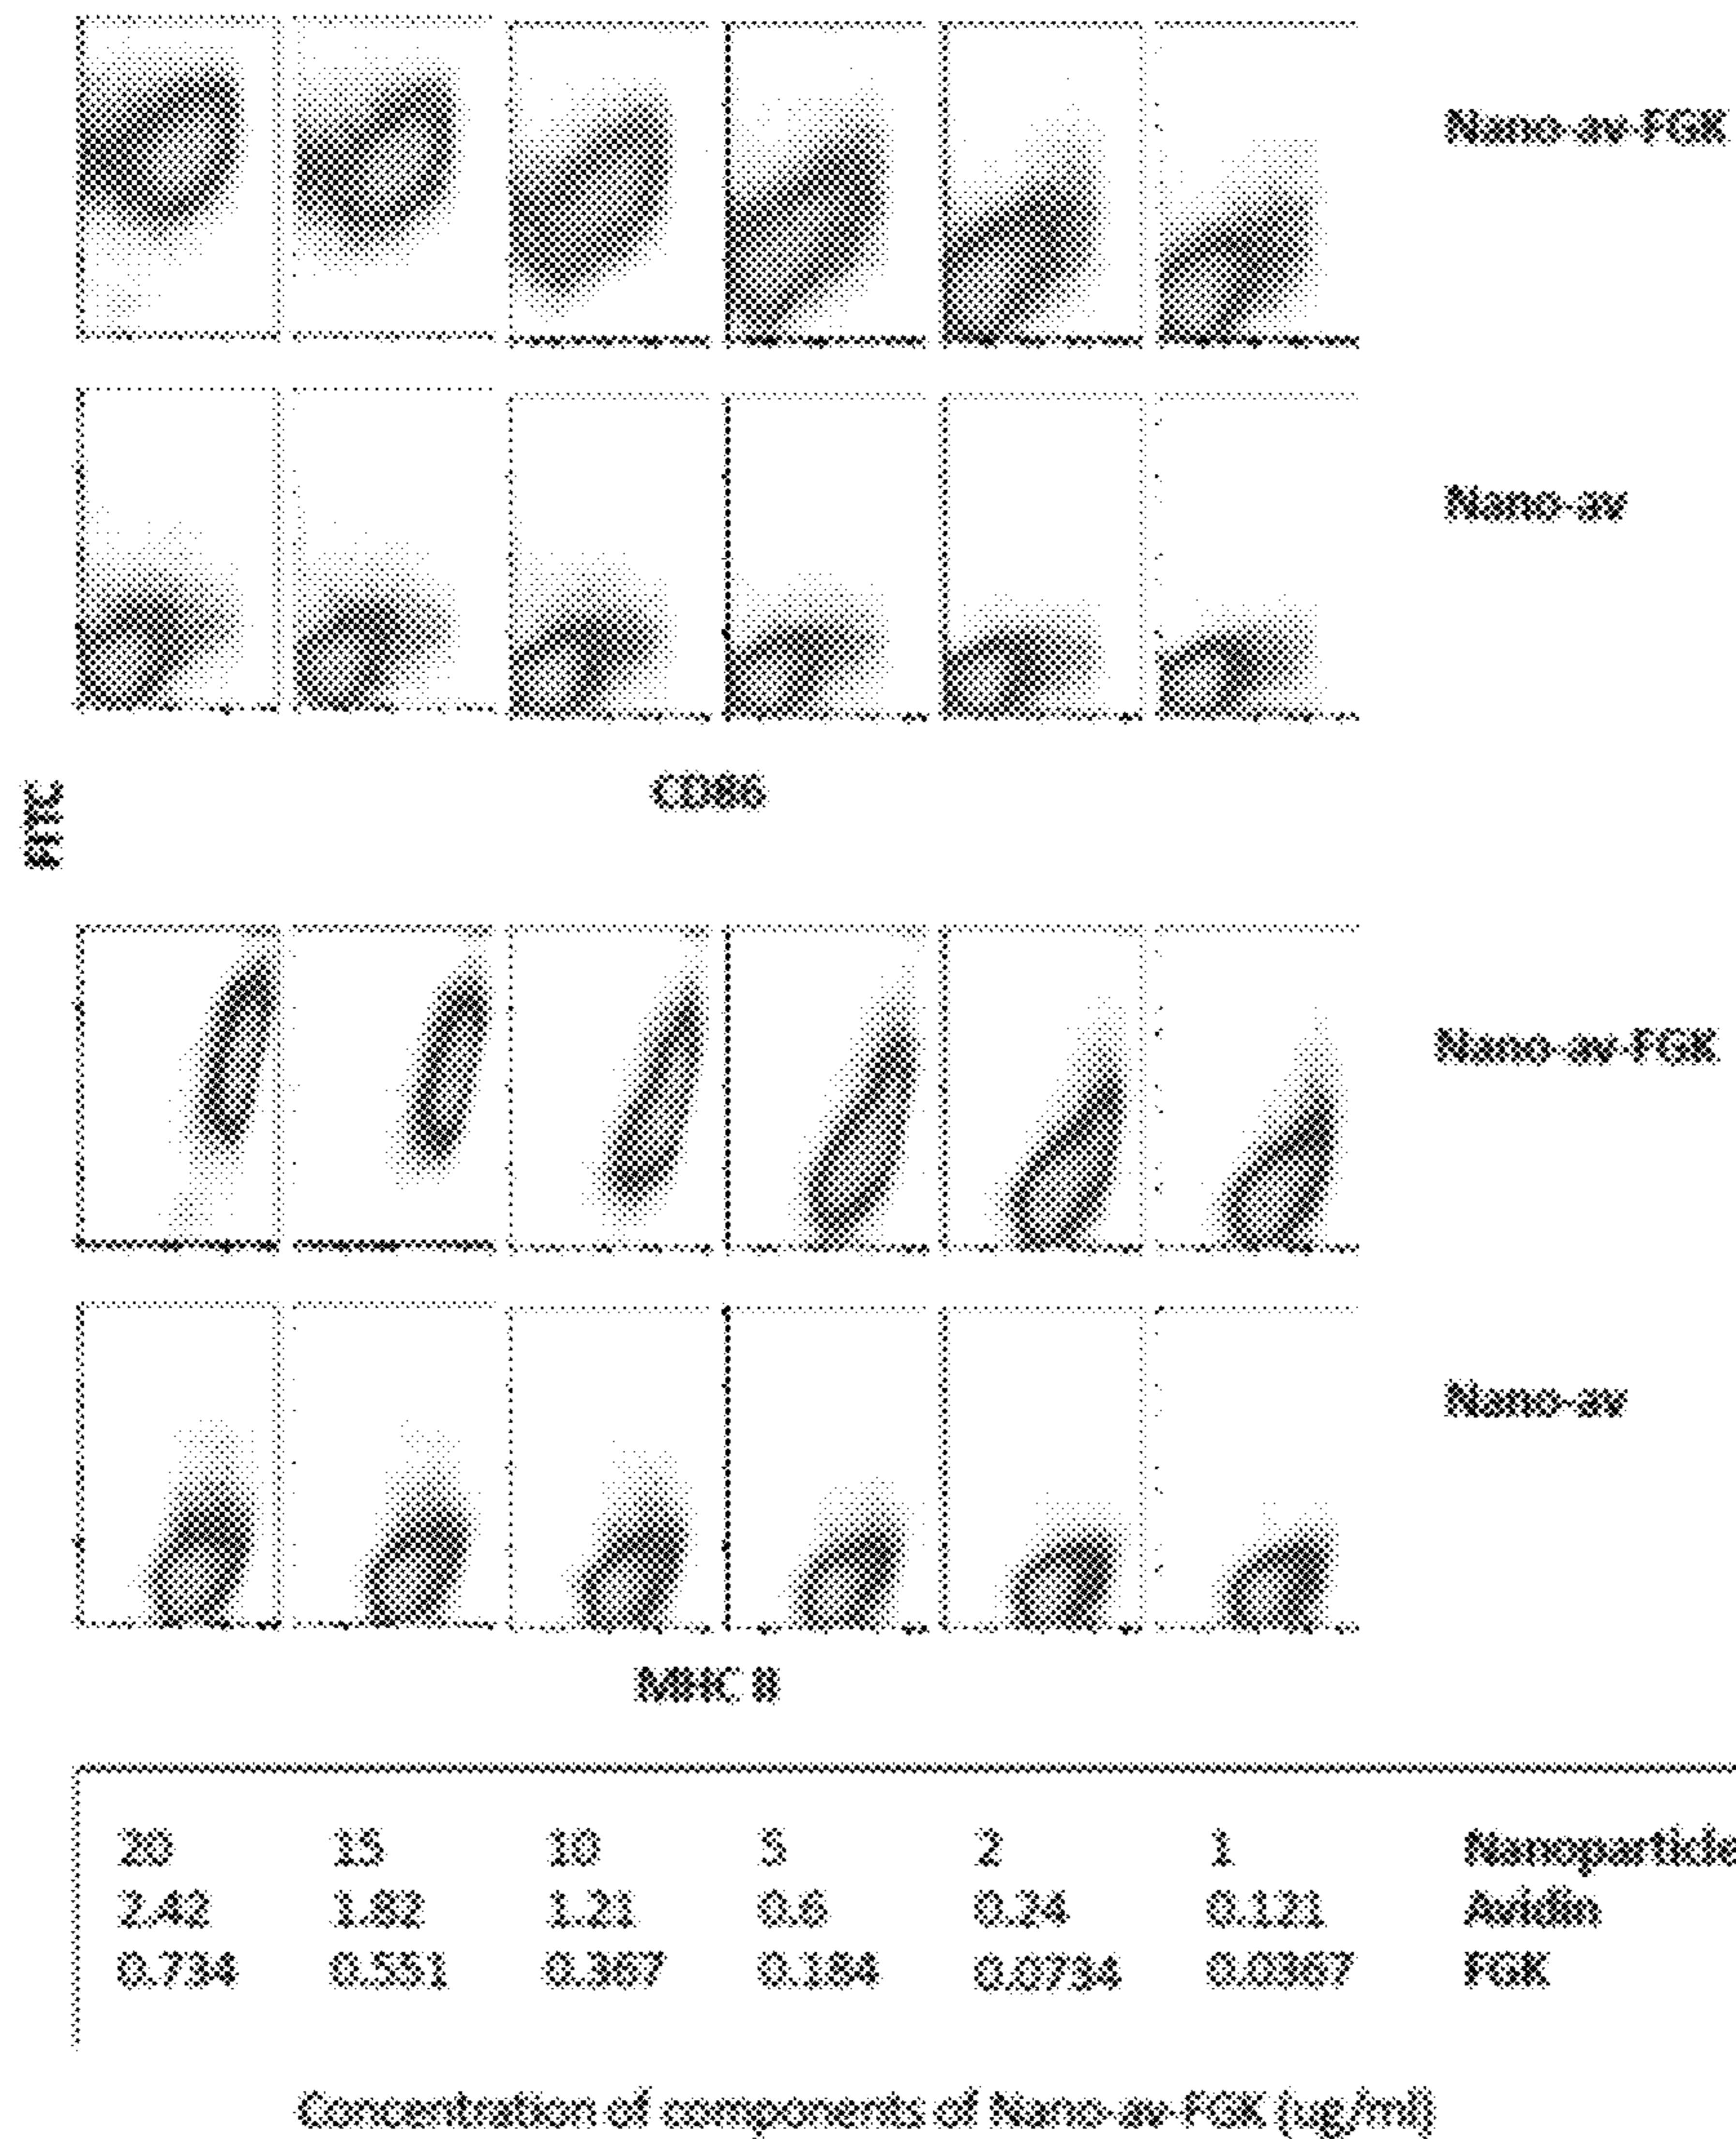 Nano-av-FGK
Nano-av
CD86
FITC
Nano-av-FGK
Nano-av
MHC II
20 15 10 5 2 1 Nanoparticle
2.42 1.82 1.21 0.6 0.24 0.121 Avidin
0.734 0.551 0.367 0.184 0.0734 0.0367 FGK
Concentration of components of Nano-av-FGK (ug/ml)